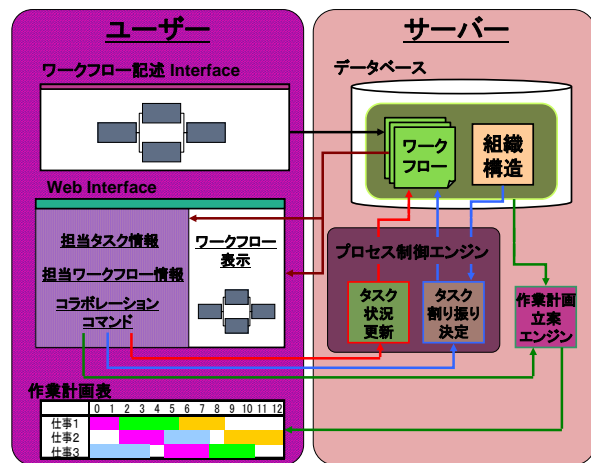 ユーザー
サーバー
ワークフロー記述 Interface
データベース
ワーク
フロー
組織
構造
Web Interface
担当タスク情報
担当ワークフロー情報
コラボレーション
コマンド
ワークフロー
表示
プロセス制御エンジン
タスク
状況
更新
タスク
割り振り
決定
作業計画
立案
エンジン
作業計画表
0 1 2 3 4 5 6 7 8 9 10 11 12
仕事1
仕事2
仕事3